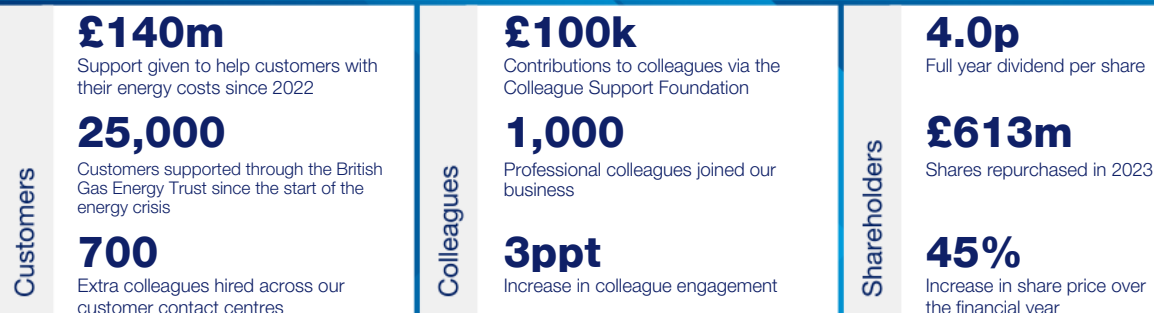 Customers
£140m
Support given to help customers with
their energy costs since 2022
25,000
Customers supported through the British
Gas Energy Trust since the start of the
energy crisis
700
Extra colleagues hired across our
customer contact centres
Colleagues
£100k
Contributions to colleagues via the
Colleague Support Foundation
1,000
Professional colleagues joined our
business
3ppt
Increase in colleague engagement
Shareholders
4.0p
Full year dividend per share
£613m
Shares repurchased in 2023
45%
Increase in share price over
the financial year